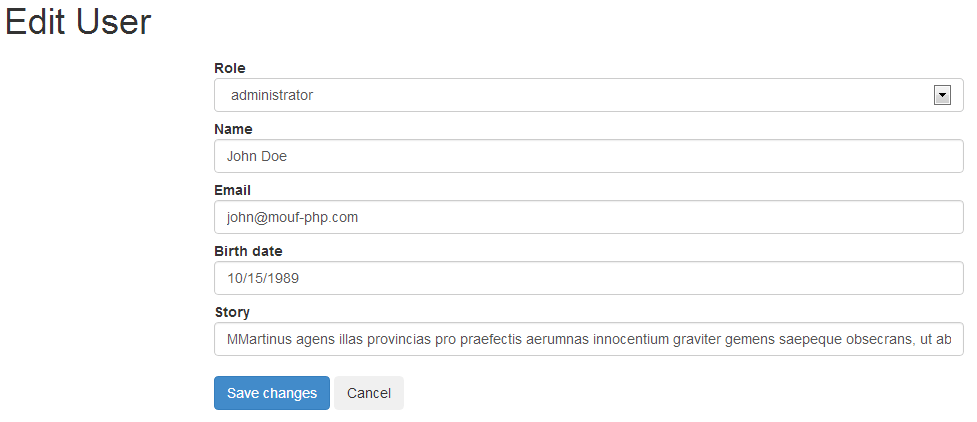 Edit User
Role
administrator
Name
John Doe
Email
john@mouf-php.com
Birth date
10/15/1989
Story
MMartinus agens illas provincias pro praefectis aerumnas innocentium graviter gemens saepeque obsecrans, ut ab
Save changes Cancel